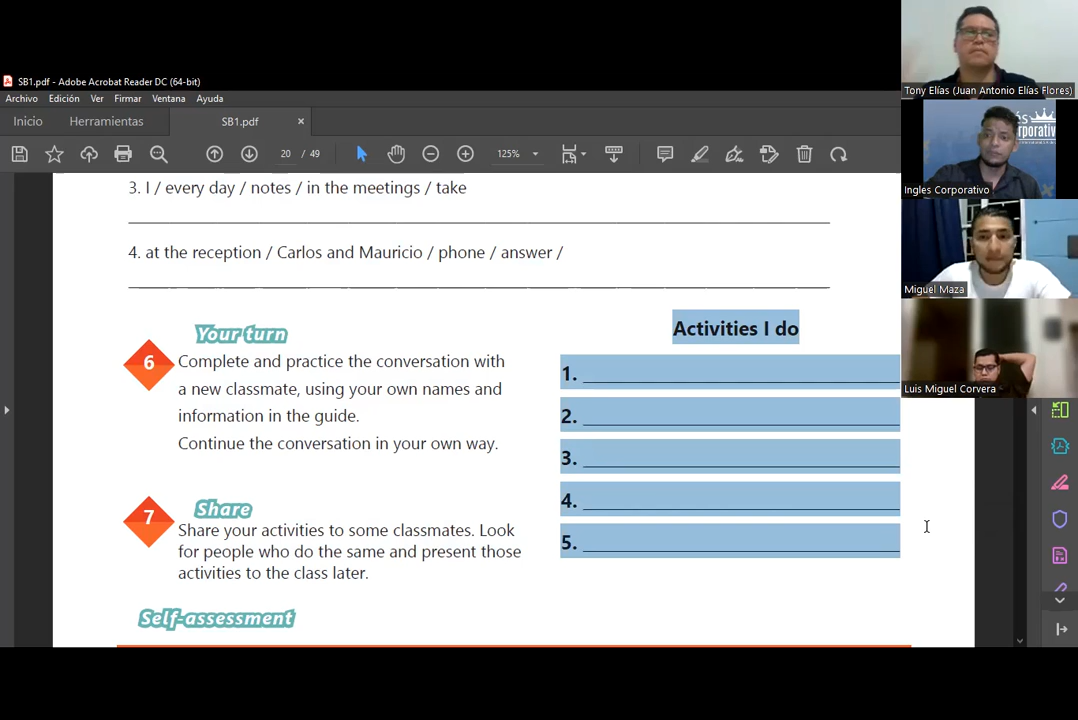 SB1.pdf - Adobe Acrobat Reader DC (64-bit)
Archivo Edición Ver Firmar Ventana Ayuda
Inicio Herramientas SB1.pdf ×
20 / 49 125%
3. I / every day / notes / in the meetings / take
4. at the reception / Carlos and Mauricio / phone / answer /
6
Your turn
Complete and practice the conversation with
a new classmate, using your own names and
information in the guide.
Continue the conversation in your own way.
7
Share
Share your activities to some classmates. Look
for people who do the same and present those
activities to the class later.
Self-assessment
Activities I do
1.
2.
3.
4.
5.
Tony Elías (Juan Antonio Elías Flores)
Ingles Corporativo
Miguel Maza
Luis Miguel Corvera